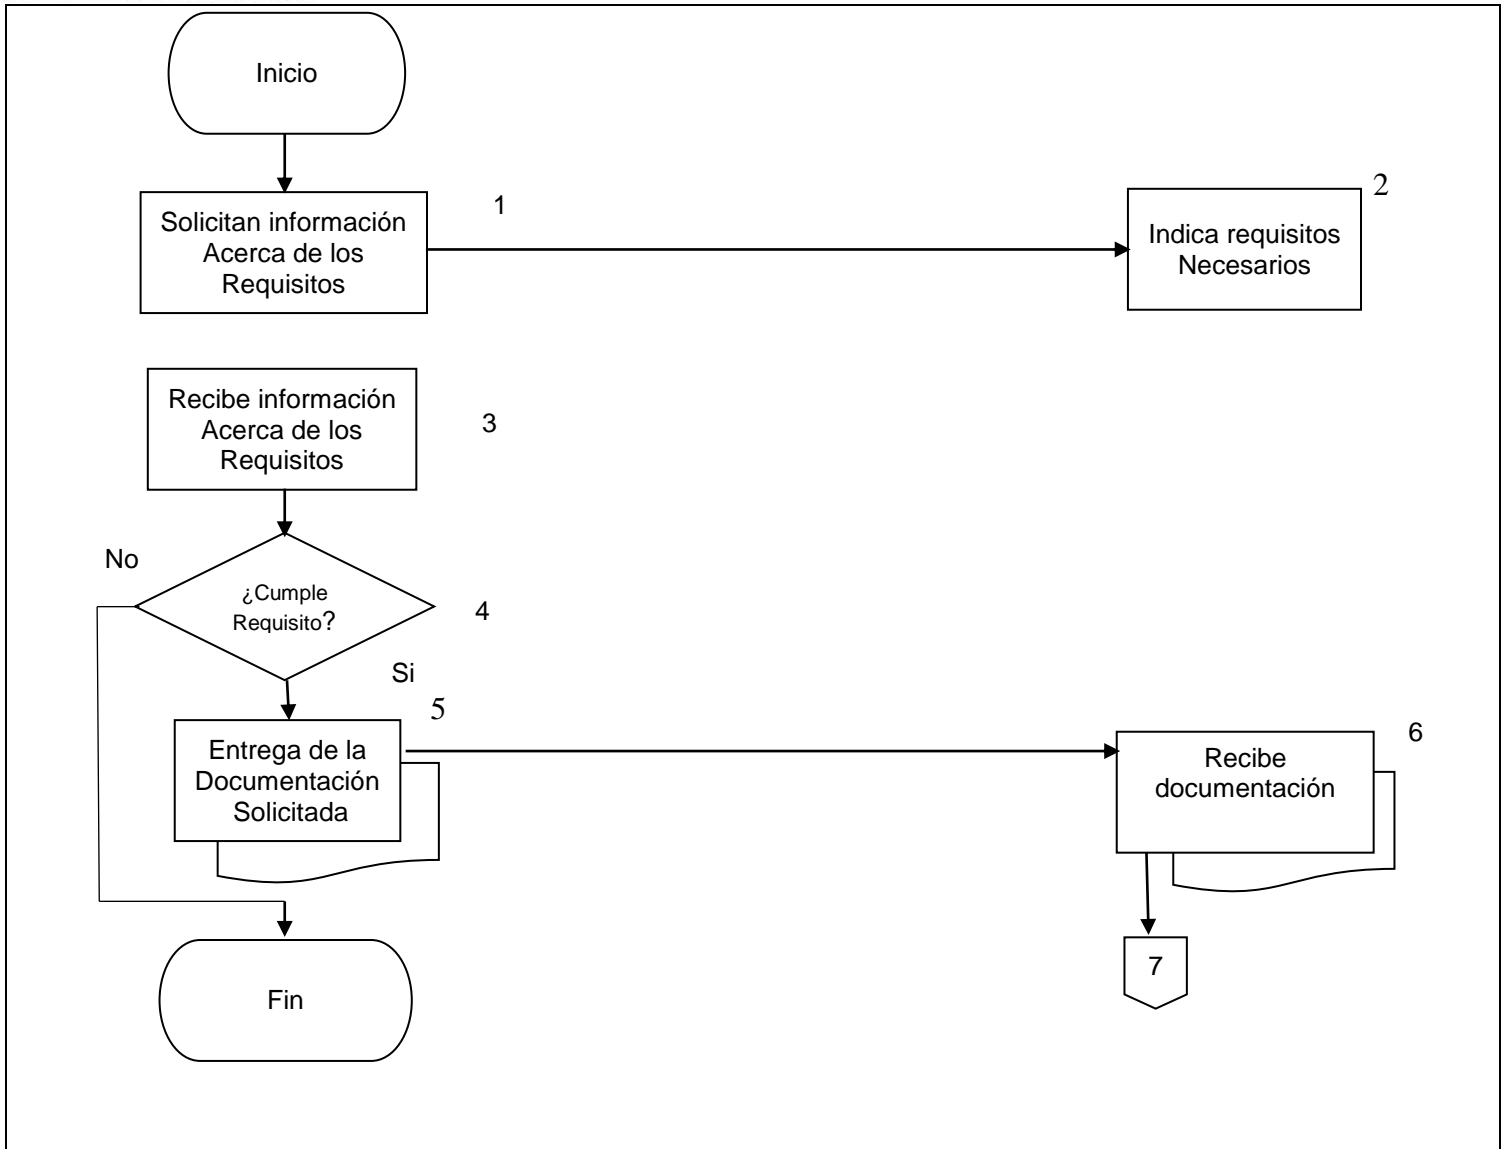 Inicio
1
2
Solicitan información
Acerca de los
Requisitos
Indica requisitos
Necesarios
Recibe información
Acerca de los
Requisitos
3
No
¿Cumple
Requisito?
4
Si
5
Entrega de la
Documentación
Solicitada
6
Recibe
documentación
7
Fin